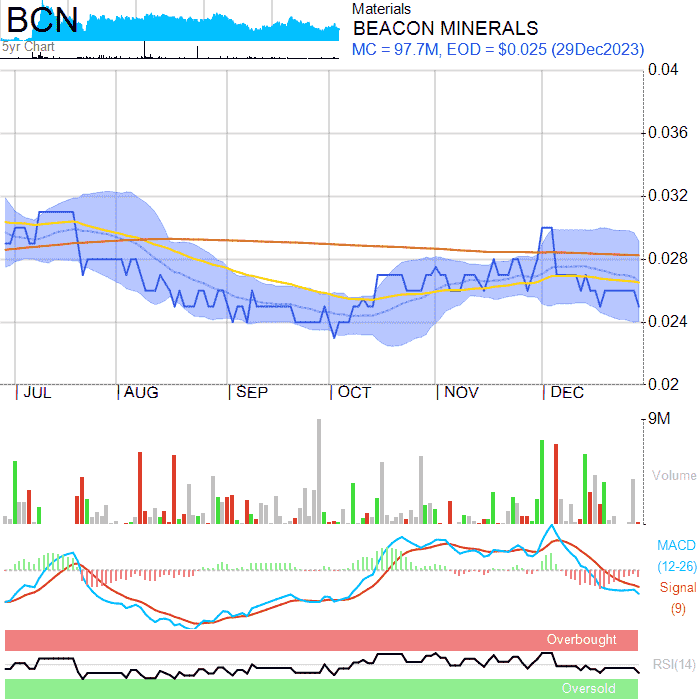 BCN
5yr Chart
Materials
BEACON MINERALS
MC = 97.7M, EOD = $0.025 (29Dec2023)
0.04
0.036
0.032
0.028
0.024
0.02
JUL AUG SEP OCT NOV DEC
9M
Volume
MACD
(12-26)
Signal
(9)
Overbought
RSI(14)
Oversold